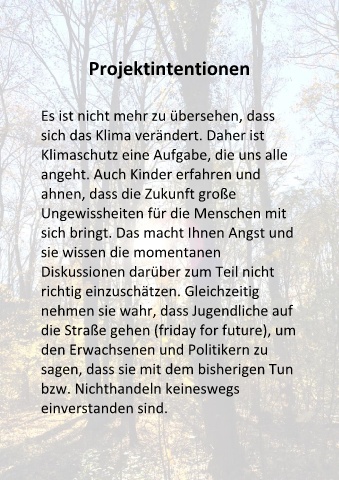 Projektintentionen
Es ist nicht mehr zu übersehen, dass
sich das Klima verändert. Daher ist
Klimaschutz eine Aufgabe, die uns alle
angeht. Auch Kinder erfahren und
ahnen, dass die Zukunft große
Ungewissheiten für die Menschen mit
sich bringt. Das macht Ihnen Angst und
sie wissen die momentanen
Diskussionen darüber zum Teil nicht
richtig einzuschätzen. Gleichzeitig
nehmen sie wahr, dass Jugendliche auf
die Straße gehen (friday for future), um
den Erwachsenen und Politikern zu
sagen, dass sie mit dem bisherigen Tun
bzw. Nichthandeln keineswegs
einverstanden sind.